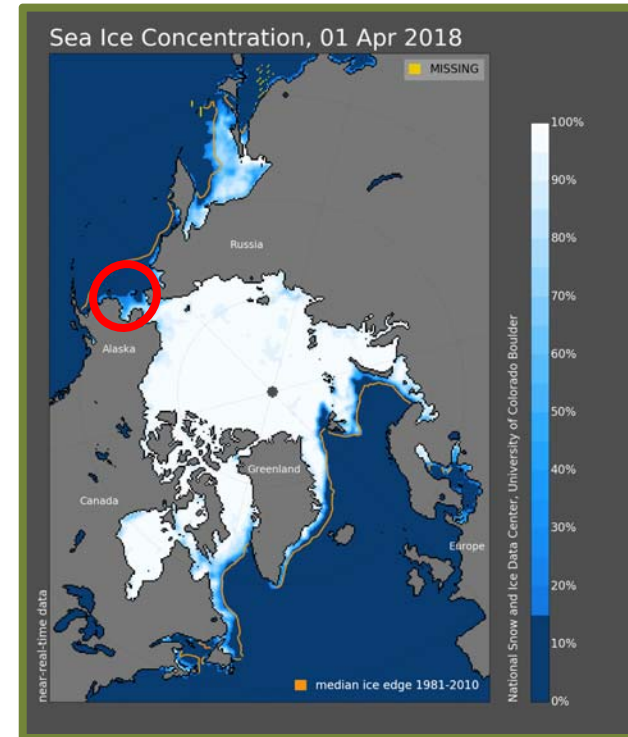 Sea Ice Concentration, 01 Apr 2018
MISSING
Russia
Alaska
Greenland
Canada
Europe
near-real-time data
median ice edge 1981-2010
100%
90%
80%
70%
60%
50%
40%
30%
20%
10%
0%
National Snow and Ice Data Center, University of Colorado Boulder